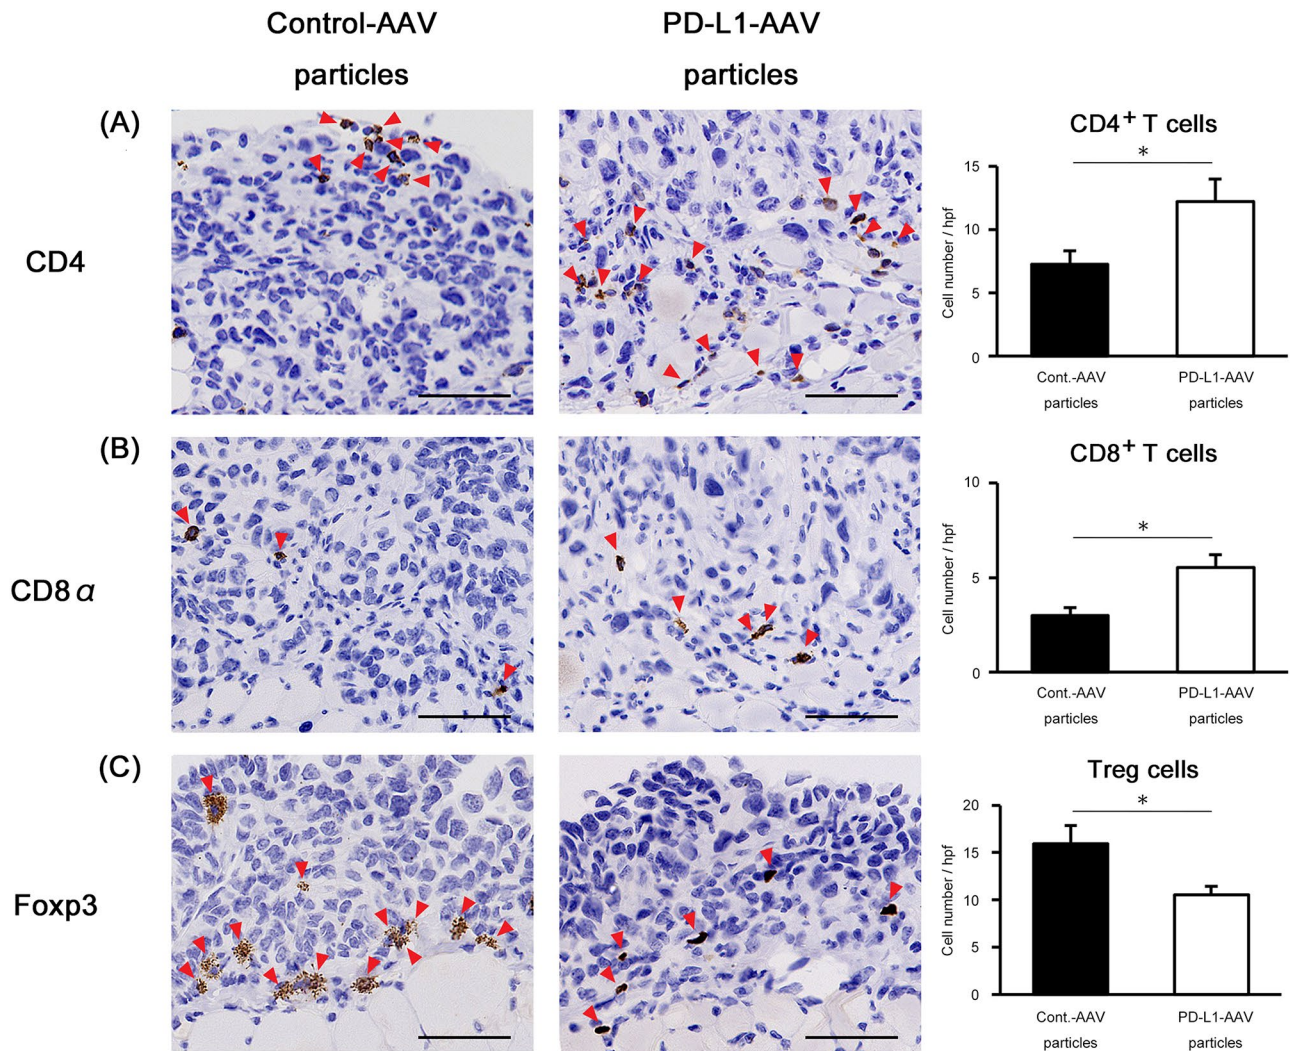 Control-AAV
particles
PD-L1-AAV
particles
(A)
CD4
CD4⁺ T cells
*
Cell number / hpf
15
10
5
0
Cont.-AAV
particles
PD-L1-AAV
particles
(B)
CD8α
CD8⁺ T cells
*
Cell number / hpf
10
5
0
Cont.-AAV
particles
PD-L1-AAV
particles
(C)
Foxp3
Treg cells
*
Cell number / hpf
20
15
10
5
0
Cont.-AAV
particles
PD-L1-AAV
particles